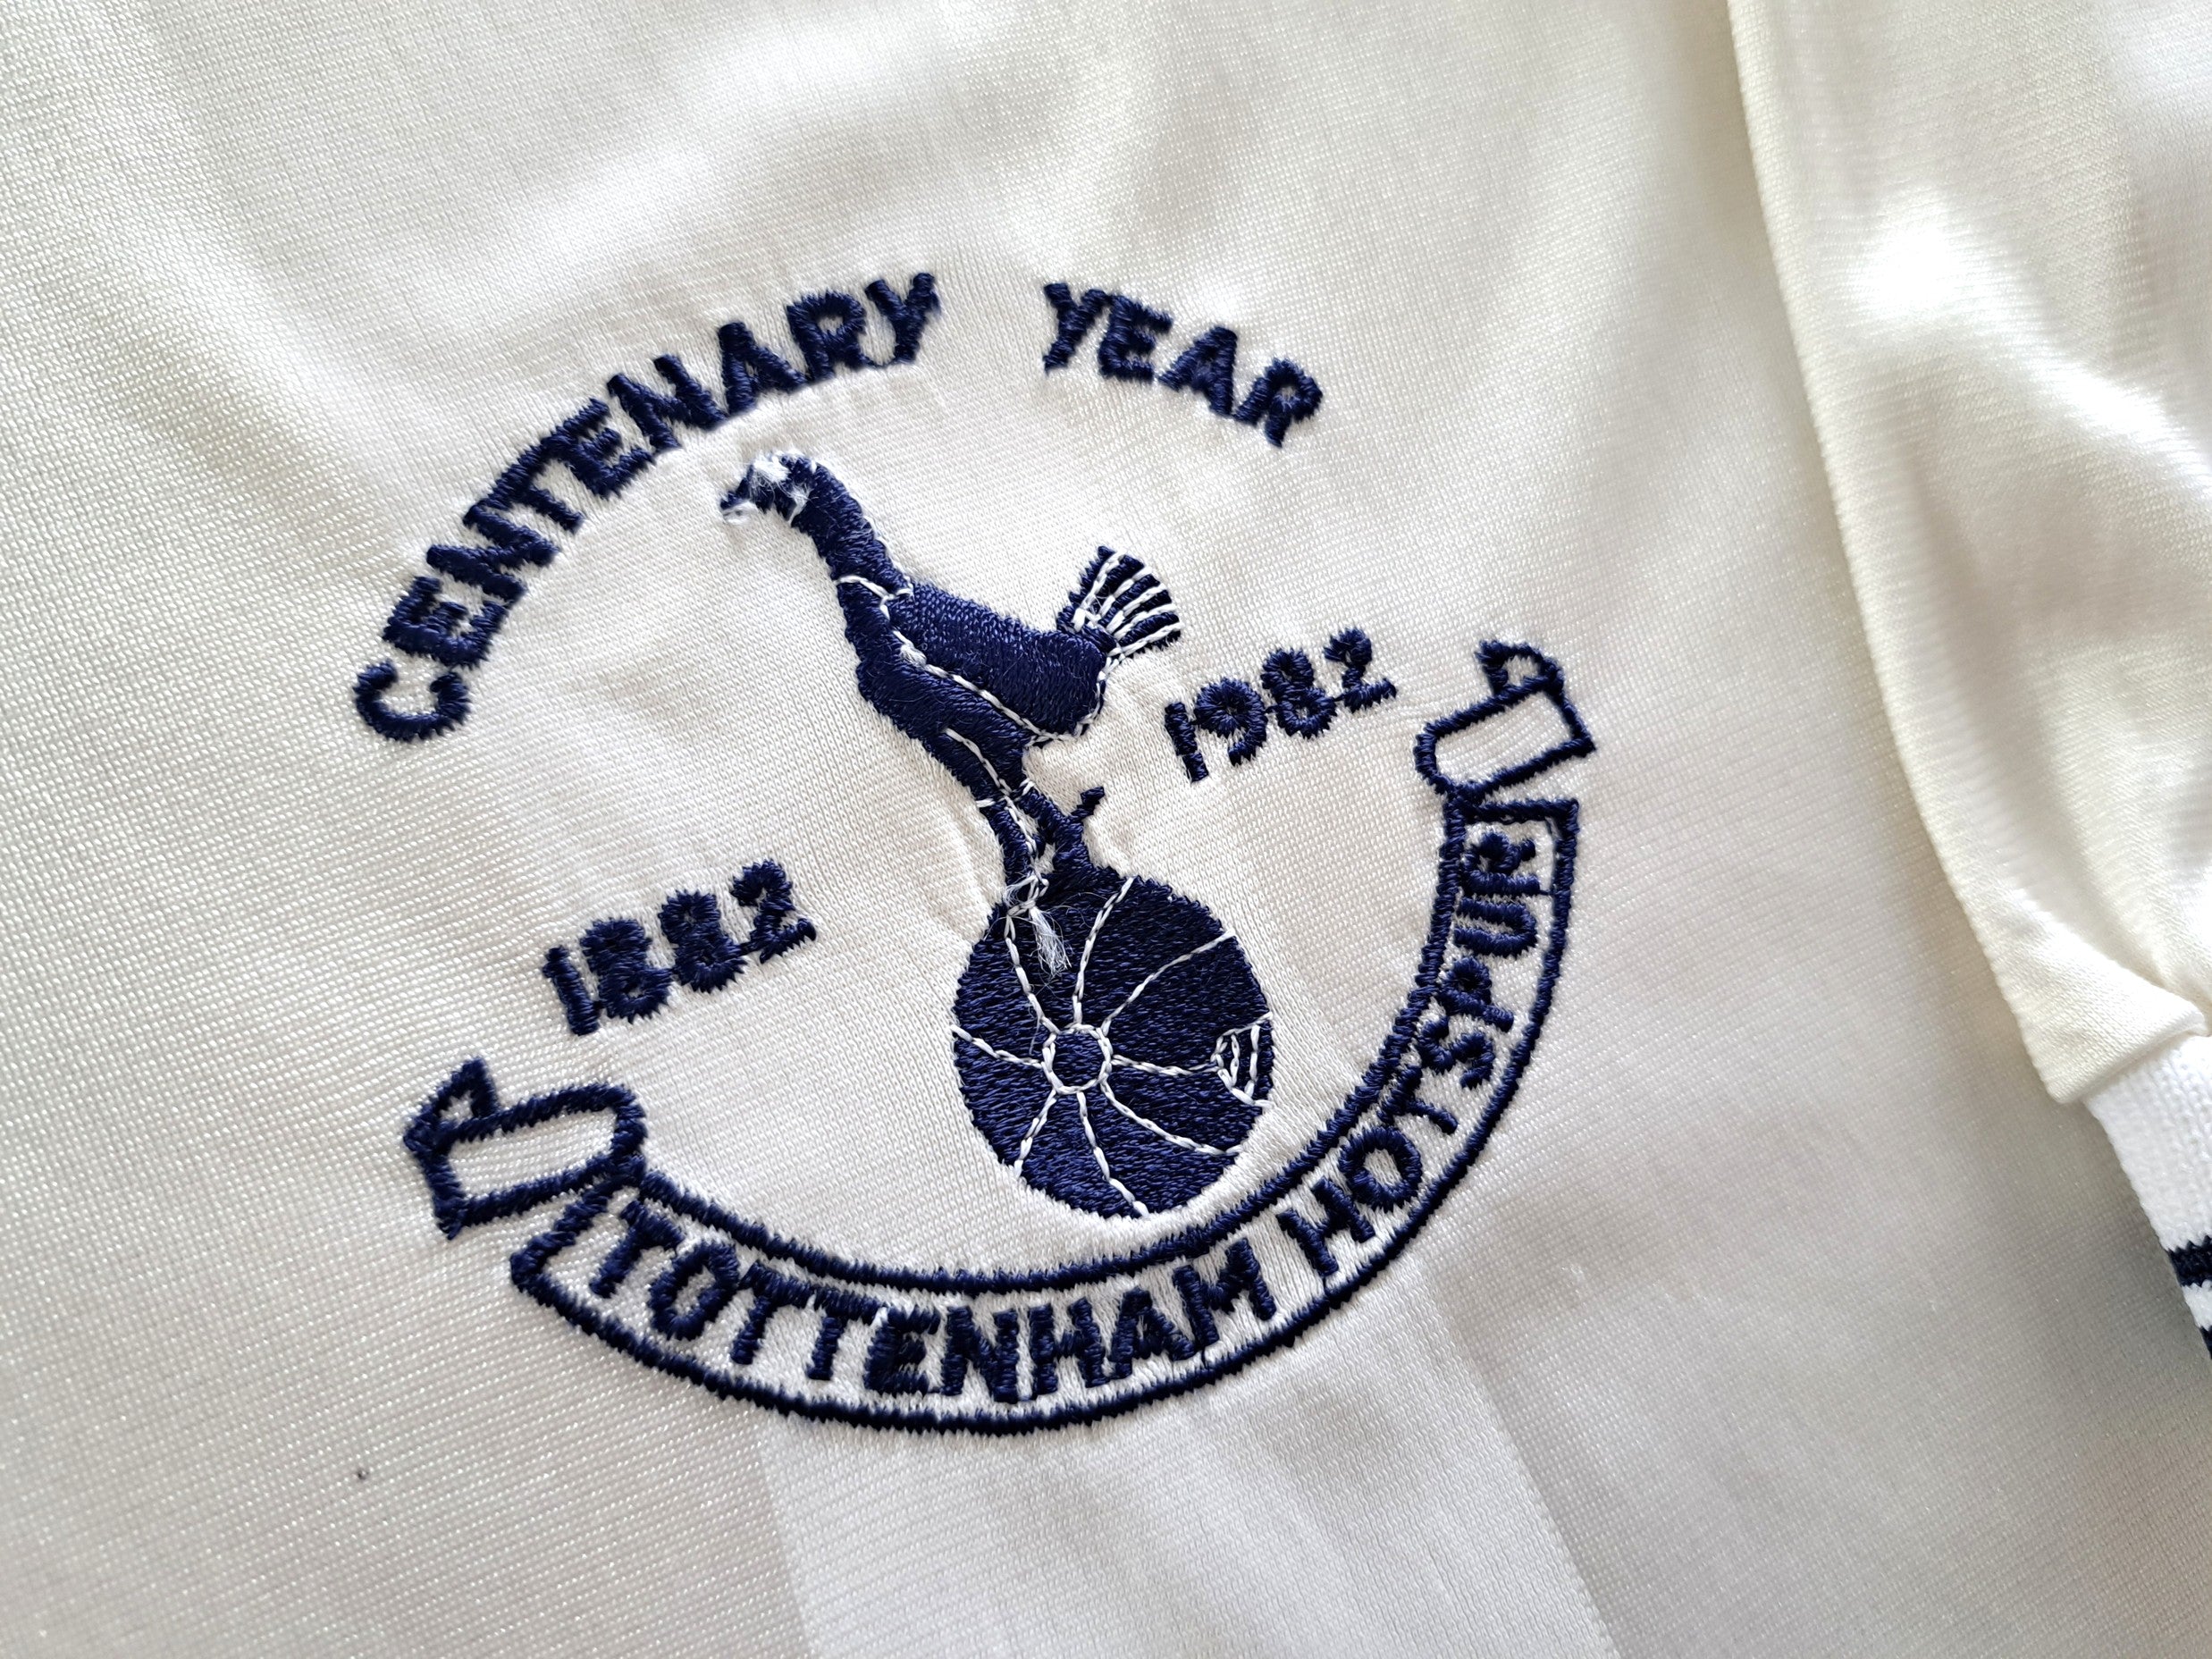 CENTENARY YEAR
1882 1982
TOTTENHAM HOTSPUR